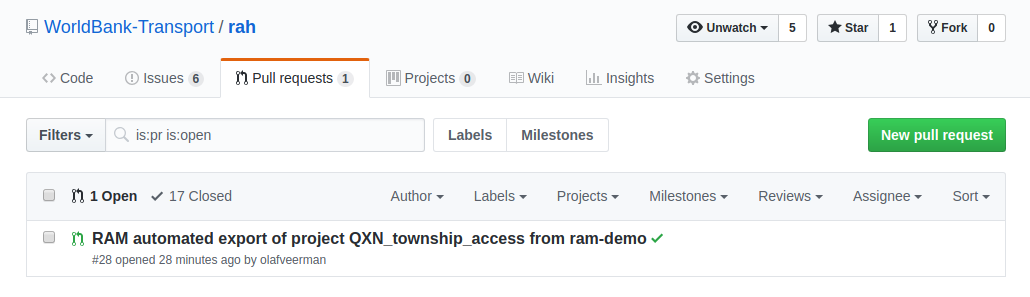 WorldBank-Transport / rah
Unwatch 5 Star 1 Fork 0
Code Issues 6 Pull requests 1 Projects 0 Wiki Insights Settings
Filters is:pr is:open Labels Milestones New pull request
1 Open 17 Closed Author Labels Projects Milestones Reviews Assignee Sort
RAM automated export of project QXN_township_access from ram-demo
#28 opened 28 minutes ago by olafveerman